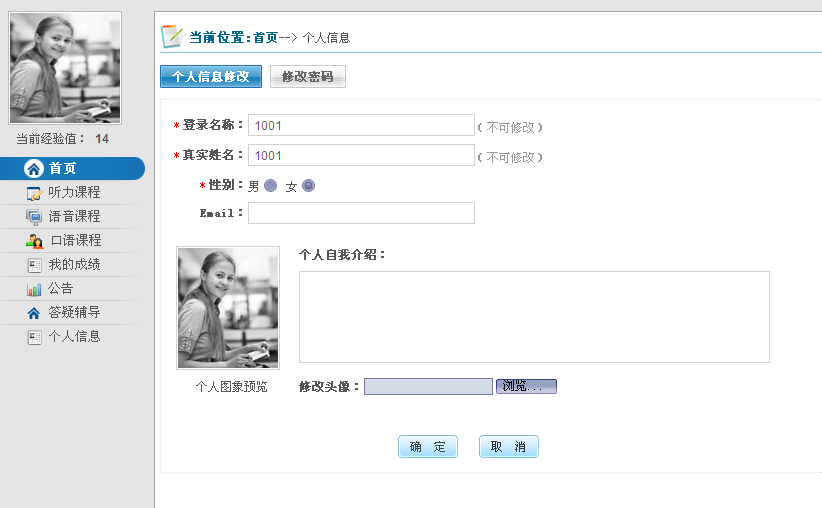 当前经验值： 14
首页
听力课程
语音课程
口语课程
我的成绩
公告
答疑辅导
个人信息
当前位置:首页--> 个人信息
个人信息修改 修改密码
*登录名称： 1001 （不可修改）
*真实姓名： 1001 （不可修改）
*性别：男 女
Email：
个人自我介绍：
个人图象预览
修改头像： 浏览...
确 定 取 消